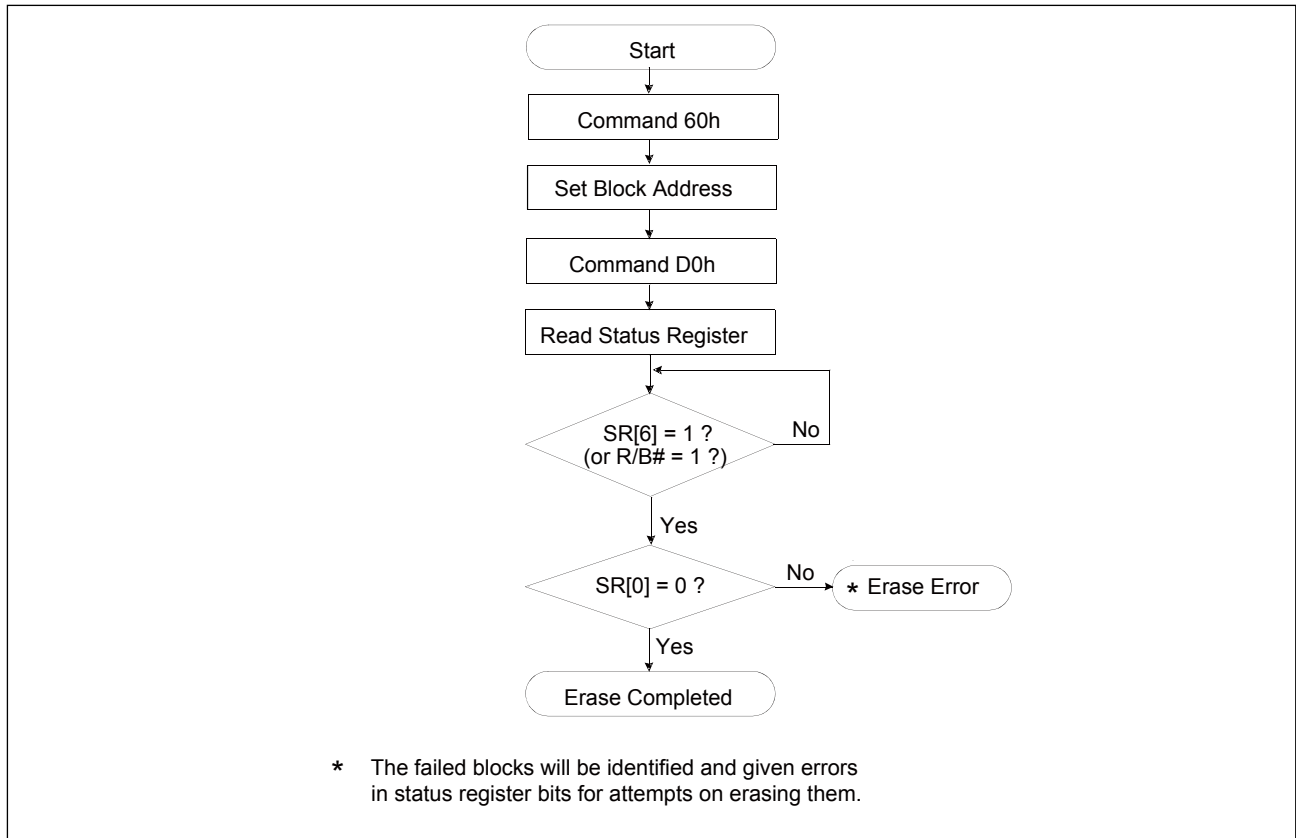 Start
Command 60h
Set Block Address
Command D0h
Read Status Register
SR[6] = 1 ?
(or R/B# = 1 ?)
No
Yes
SR[0] = 0 ?
No
* Erase Error
Yes
Erase Completed
* The failed blocks will be identified and given errors
in status register bits for attempts on erasing them.